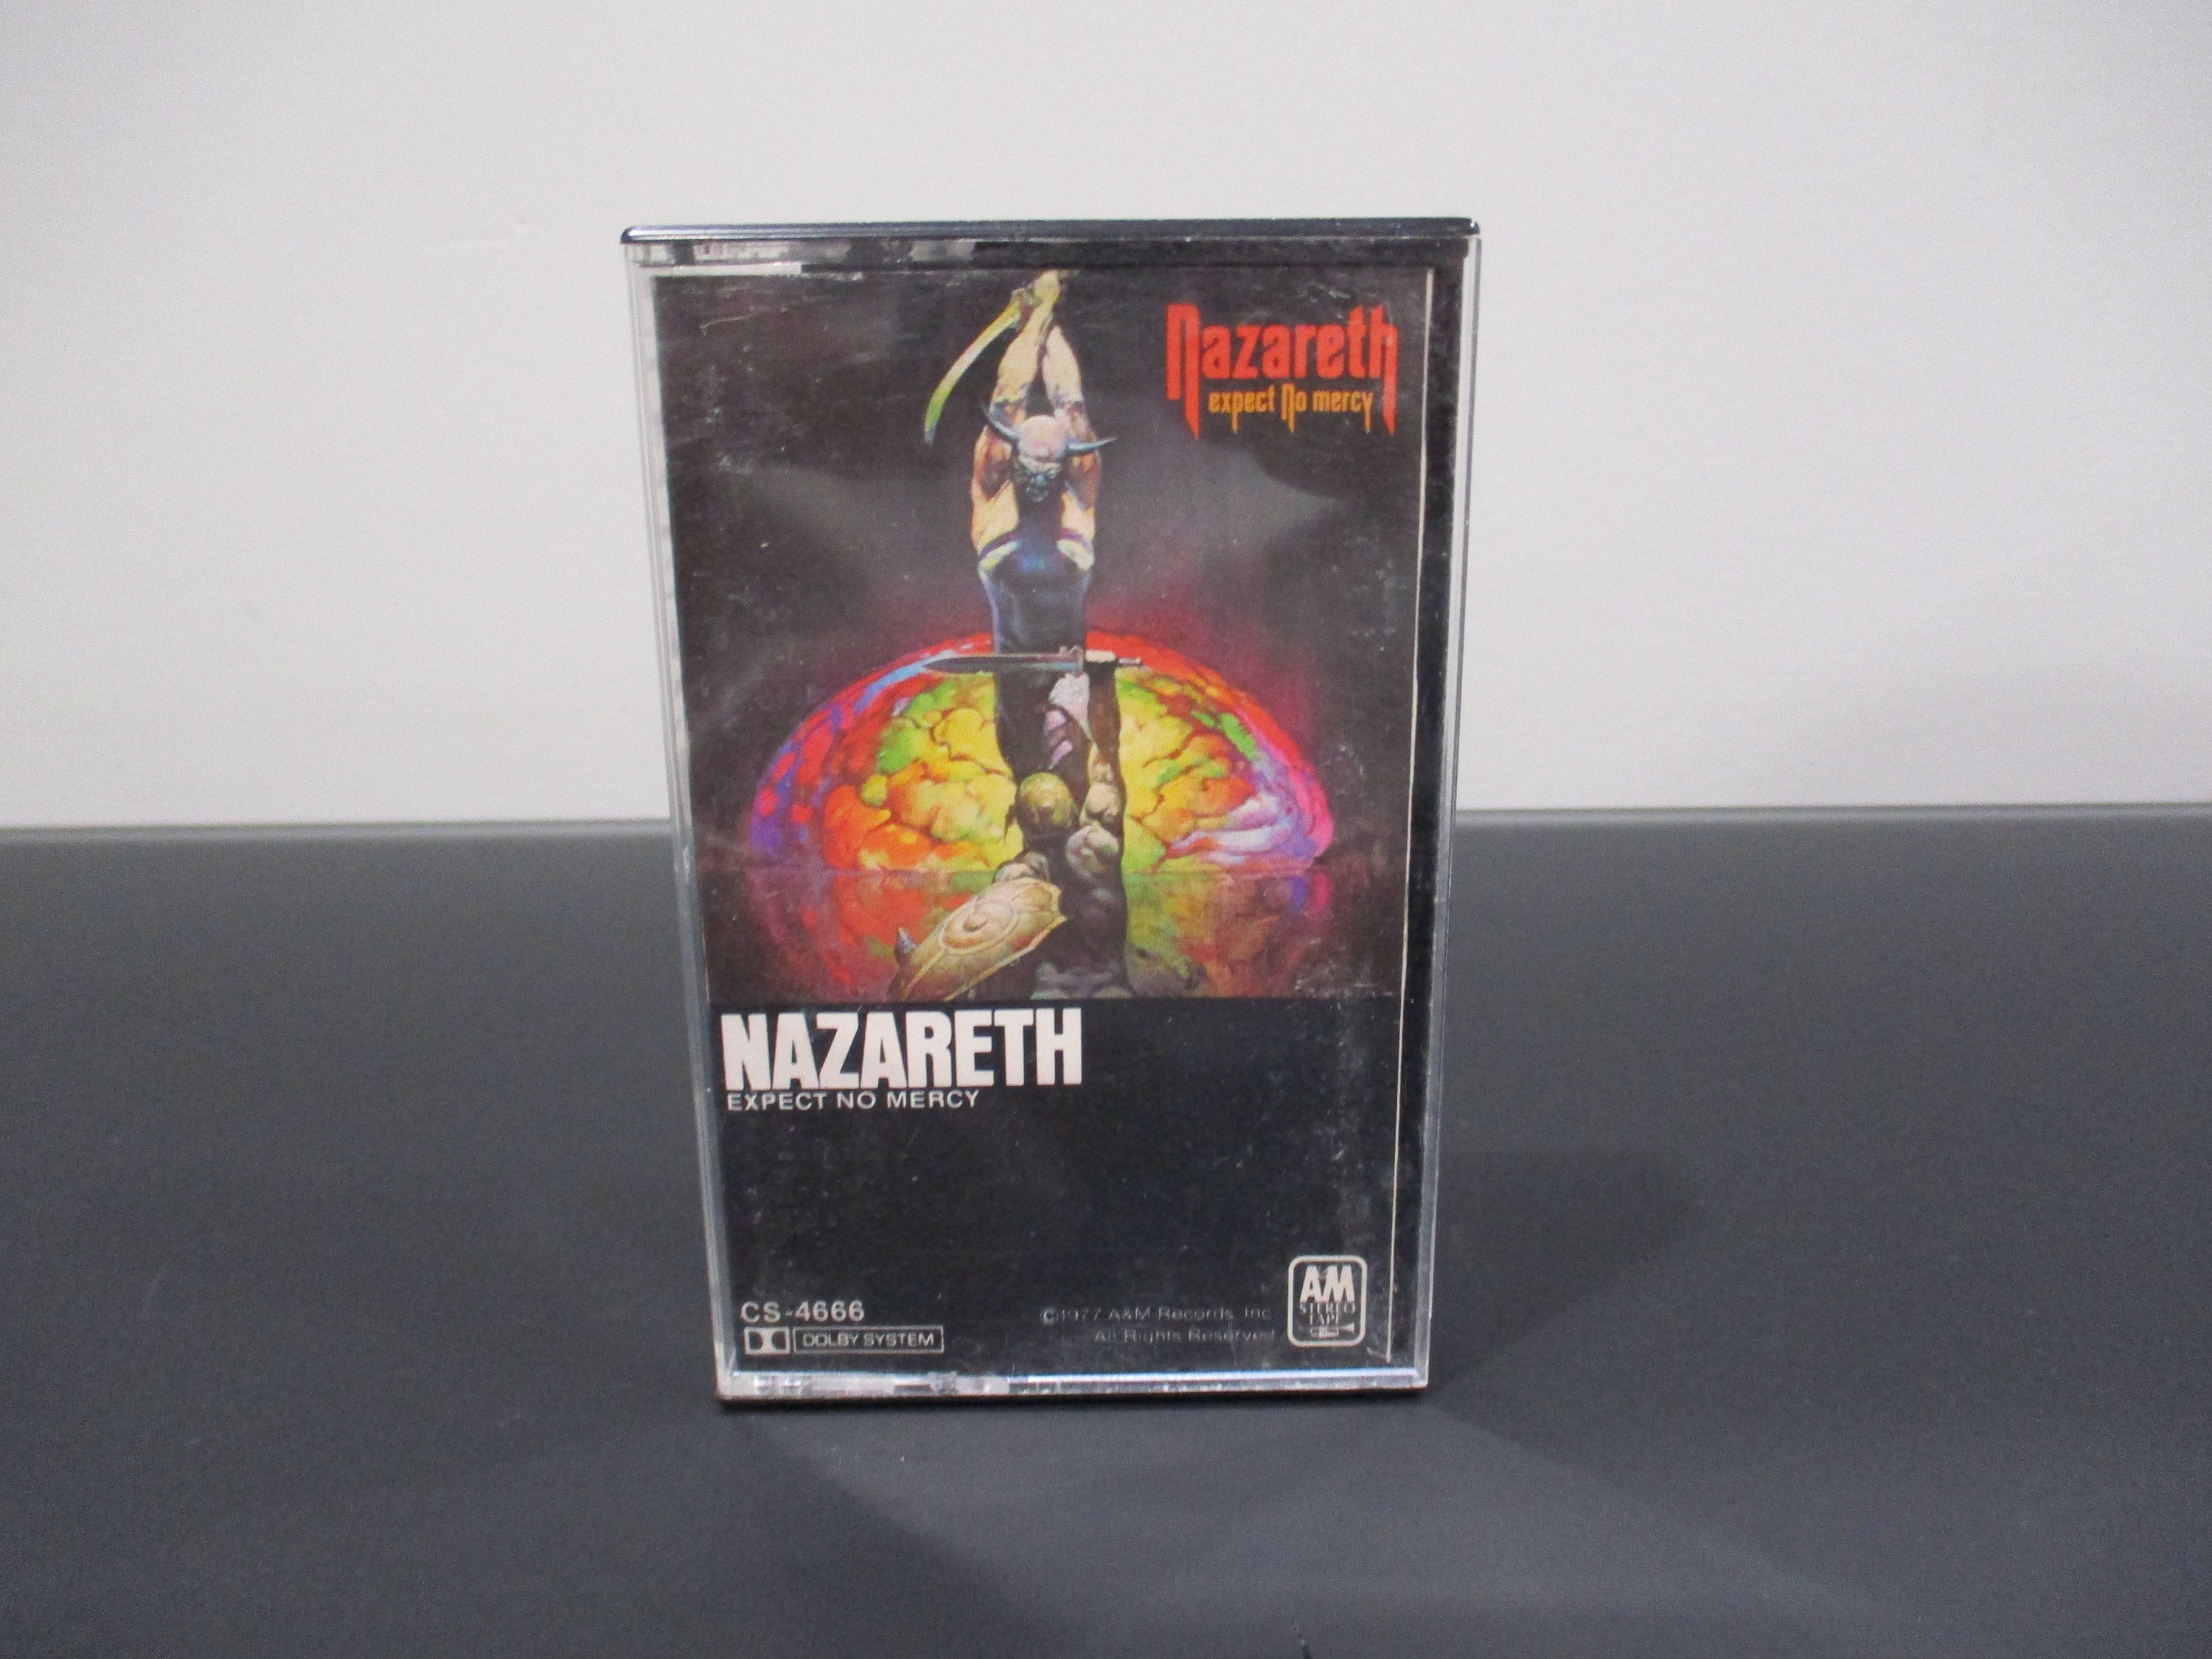 Nazareth
expect No mercy
NAZARETH
EXPECT NO MERCY
CS-4666
DOLBY SYSTEM
©1977 A&M Records, Inc.
All Rights Reserved
AM
STEREO
TAPE